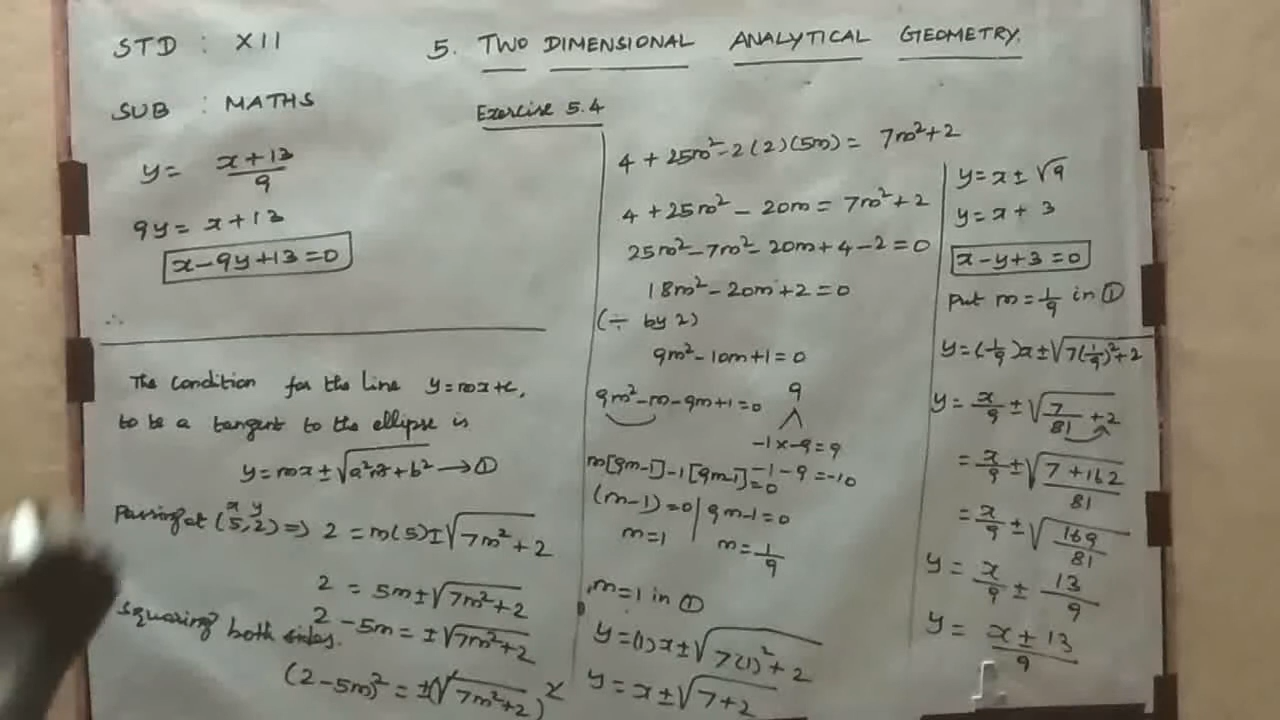 STD : XII
5. TWO DIMENSIONAL ANALYTICAL GEOMETRY.
SUB : MATHS
Exercise 5.4
y = x+13/9
9y = x+13
x-9y+13=0
The condition for the line y=mx+c,
to be a tangent to the ellipse is
y=mx±√a²m²+b² →①
x y
Passing at (5,2) => 2 = m(5)±√7m²+2
2 = 5m±√7m²+2
Squaring both sides.
2-5m = ±√7m²+2
(2-5m)² = ±(√7m²+2)²
4+25m²-2(2)(5m) = 7m²+2
4+25m²-20m = 7m²+2
25m²-7m²-20m+4-2=0
18m²-20m+2=0
(÷ by 2)
9m²-10m+1=0
9m²-m-9m+1=0
9
-1x-9=9
-1-9=-10
m[9m-1]-1[9m-1]=0
(m-1)=0 | 9m-1=0
m=1 | m=1/9
m=1 in ①
y=(1)x±√7(1)²+2
y=x±√7+2
y=x±√9
y=x+3
x-y+3=0
Put m=1/9 in ①
y=(1/9)x±√7(1/9)²+2
y=x/9±√7/81+2
=x/9±√7+162/81
=x/9±√169/81
y=x/9±13/9
y=x±13/9